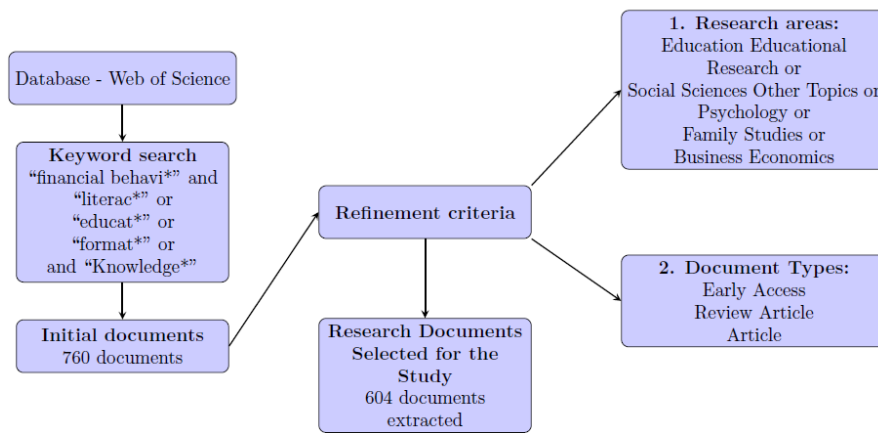 Database - Web of Science
Keyword search
“financial behavi*” and
“literac*” or
“educat*” or
“format*” or
and “Knowledge*”
Initial documents
760 documents
Refinement criteria
Research Documents
Selected for the
Study
604 documents
extracted
1. Research areas:
Education Educational
Research or
Social Sciences Other Topics or
Psychology or
Family Studies or
Business Economics
2. Document Types:
Early Access
Review Article
Article